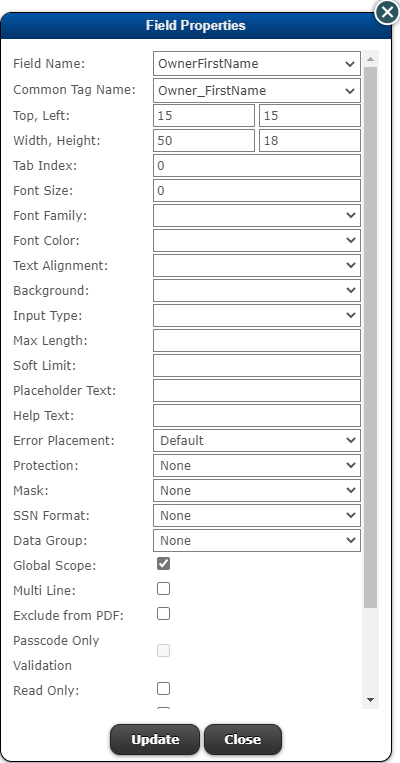 Field Properties
Field Name: OwnerFirstName
Common Tag Name: Owner_FirstName
Top, Left: 15 15
Width, Height: 50 18
Tab Index: 0
Font Size: 0
Font Family:
Font Color:
Text Alignment:
Background:
Input Type:
Max Length:
Soft Limit:
Placeholder Text:
Help Text:
Error Placement: Default
Protection: None
Mask: None
SSN Format: None
Data Group: None
Global Scope:
Multi Line:
Exclude from PDF:
Passcode Only
Validation
Read Only:
Update Close